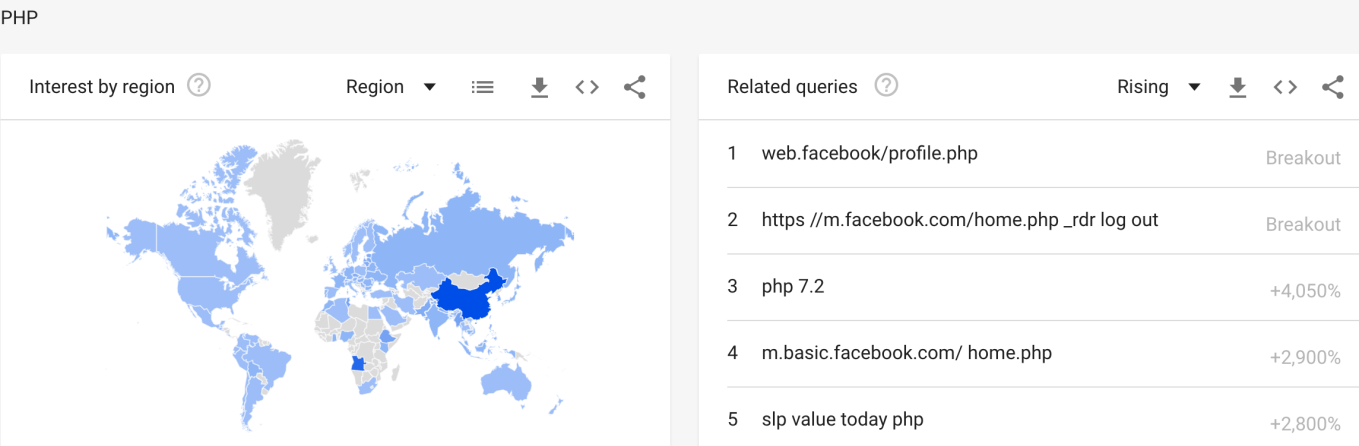 PHP
Interest by region ?
Region
Related queries ?
Rising
1 web.facebook/profile.php Breakout
2 https //m.facebook.com/home.php _rdr log out Breakout
3 php 7.2 +4,050%
4 m.basic.facebook.com/ home.php +2,900%
5 slp value today php +2,800%